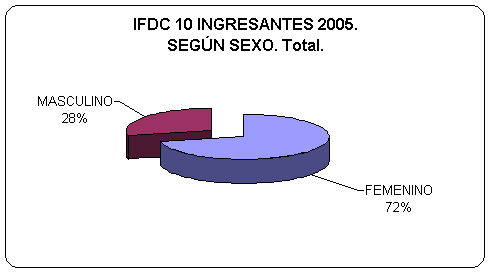 IFDC 10 INGRESANTES 2005.
SEGÚN SEXO. Total.
MASCULINO
28%
FEMENINO
72%